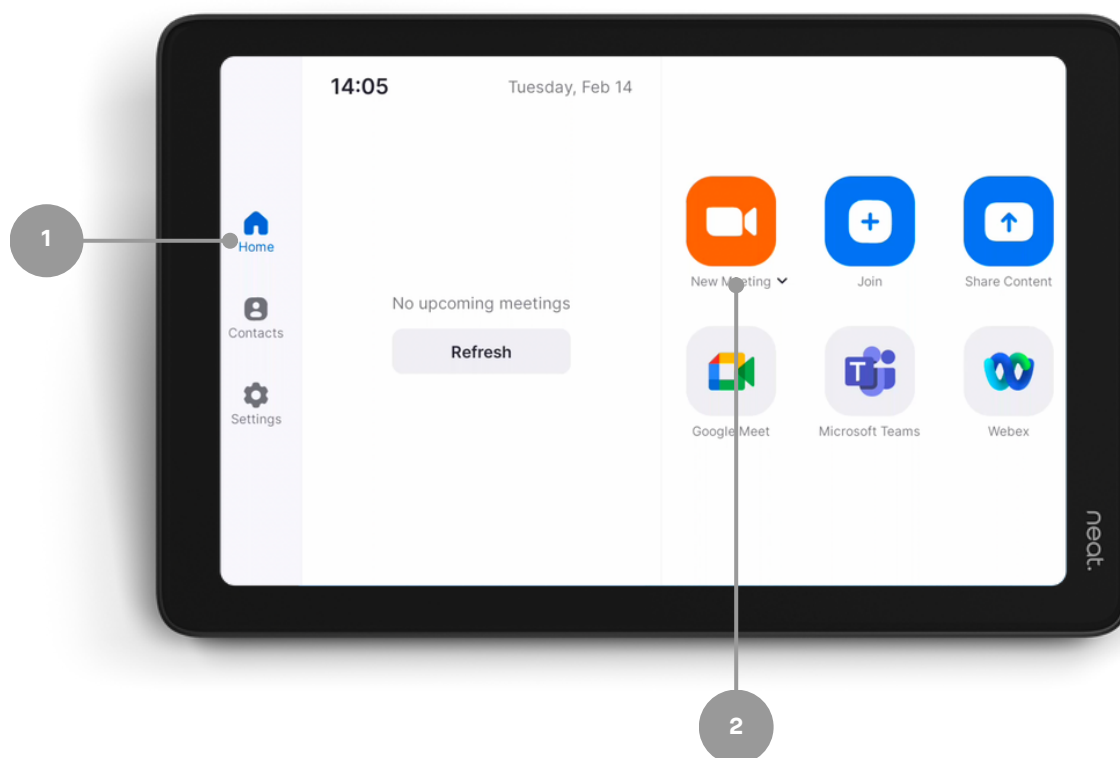 14:05
Tuesday, Feb 14
1
Home
Contacts
Settings
No upcoming meetings
Refresh
New Meeting
Join
Share Content
Google Meet
Microsoft Teams
Webex
neat.
2